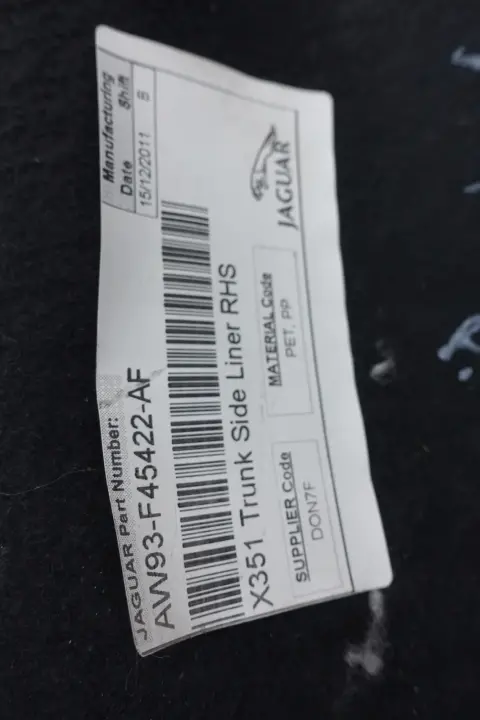 JAGUAR Part Number:
AW93-F45422-AF
Manufacturing
Date Shift
15/12/2011 B
X351 Trunk Side Liner RHS
SUPPLIER Code
DON7F
MATERIAL Code
PET, PP
JAGUAR